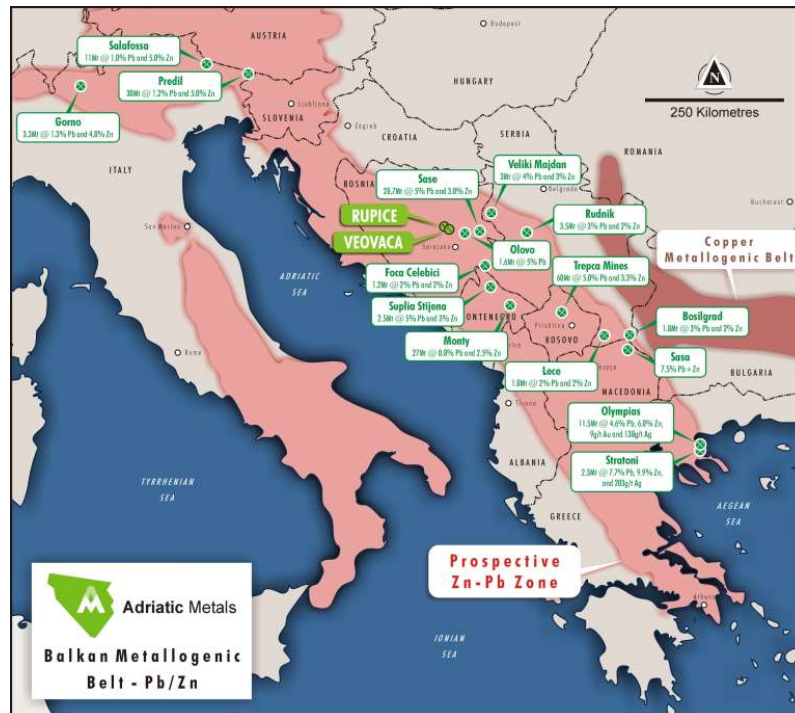 Budapest
AUSTRIA
HUNGARY
N
250 Kilometres
Salafossa
11Mt @ 1.0% Pb and 5.0% Zn
Predil
30Mt @ 1.2% Pb and 5.0% Zn
Gorno
3.3Mt @ 1.3% Pb and 4.8% Zn
Ljubljana
SLOVENIA
Zagreb
CROATIA
SERBIA
ROMANIA
ITALY
BOSNIA
Veliki Majdan
3Mt @ 4% Pb and 3% Zn
Sase
20.7Mt @ 5% Pb and 3.0% Zn
Belgrade
Bucharest
San Marino
RUPICE
VEOVACA
Sarajevo
Rudnik
3.5Mt @ 3% Pb and 2% Zn
Olovo
1.6Mt @ 5% Pb
Copper
Metallogenic Belt
ADRIATIC
SEA
Foca Celebici
1.2Mt @ 2% Pb and 2% Zn
Trepca Mines
60Mt @ 5.0% Pb and 3.3% Zn
Suplia Stijena
2.5Mt @ 5% Pb and 3% Zn
ONTENEGRO
Prishtina
KOSOVO
Bosilgrad
1.8Mt @ 3% Pb and 2% Zn
Monty
27Mt @ 0.8% Pb and 2.5% Zn
Rome
Lece
1.8Mt @ 2% Pb and 2% Zn
Sasa
7.5% Pb + Zn
BULGARIA
MACEDONIA
Tirana
Olympias
11.5Mt @ 4.6% Pb, 6.0% Zn,
9g/t Au and 138g/t Ag
ALBANIA
Stratoni
2.3Mt @ 7.7% Pb, 9.9% Zn,
and 203g/t Ag
TYRRHENIAN
SEA
AEGEAN
SEA
GREECE
Prospective
Zn-Pb Zone
Athens
IONIAN
SEA
Adriatic Metals
Balkan Metallogenic
Belt - Pb/Zn